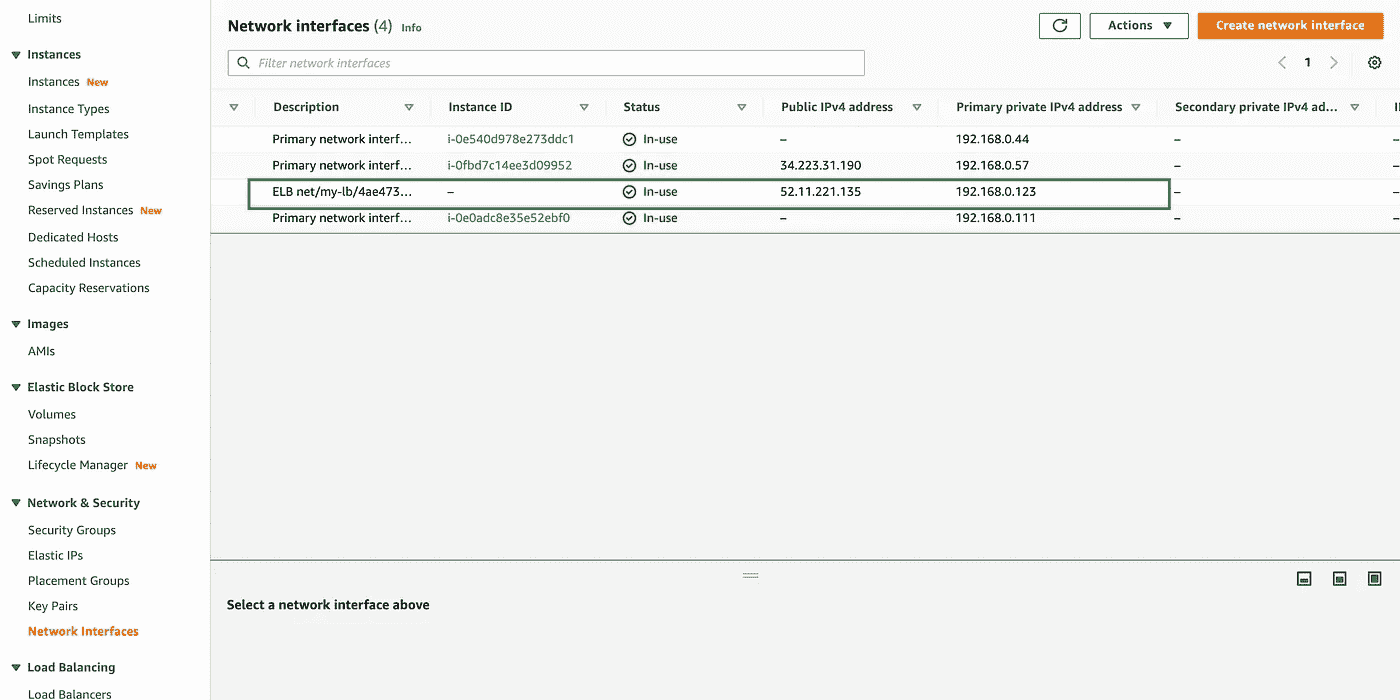 Limits
Instances
Instances New
Instance Types
Launch Templates
Spot Requests
Savings Plans
Reserved Instances New
Dedicated Hosts
Scheduled Instances
Capacity Reservations
Images
AMIs
Elastic Block Store
Volumes
Snapshots
Lifecycle Manager New
Network & Security
Security Groups
Elastic IPs
Placement Groups
Key Pairs
Network Interfaces
Load Balancing
Load Balancers
Network interfaces (4) Info
Actions
Create network interface
Filter network interfaces
1
Description Instance ID Status Public IPv4 address Primary private IPv4 address Secondary private IPv4 ad...
Primary network interf... i-0e540d978e273ddc1 In-use – 192.168.0.44 – –
Primary network interf... i-0fbd7c14ee3d09952 In-use 34.223.31.190 192.168.0.57 – –
ELB net/my-lb/4ae473... – In-use 52.11.221.135 192.168.0.123 – –
Primary network interf... i-0e0adc8e35e52ebf0 In-use – 192.168.0.111 – –
Select a network interface above